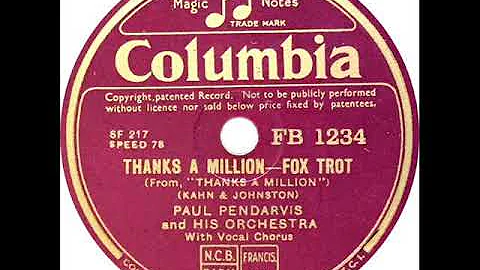 Magic Notes
TRADE MARK
Columbia
Copyright, patented Record. Not to be publicly performed
without licence nor sold below price fixed by patentees.
SF 217
SPEED 78
FB 1234
THANKS A MILLION—FOX TROT
(From, "THANKS A MILLION")
(KAHN & JOHNSTON)
PAUL PENDARVIS
and HIS ORCHESTRA
With Vocal Chorus
N.C.B. FRANCIS.